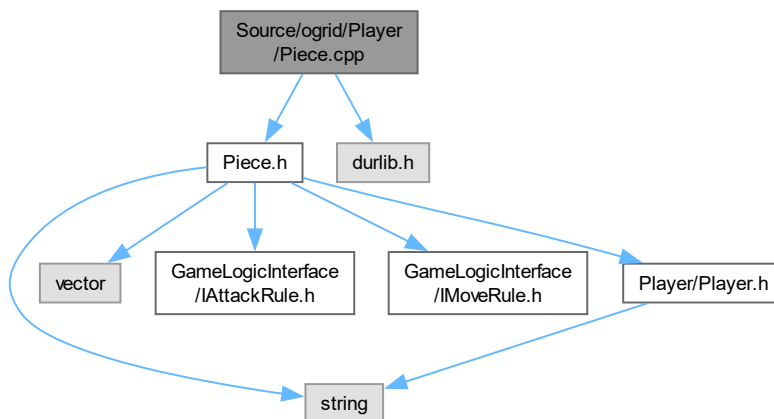 Source/ogrid/Player
/Piece.cpp
Piece.h
durlib.h
vector
GameLogicInterface
/IAttackRule.h
GameLogicInterface
/IMoveRule.h
Player/Player.h
string